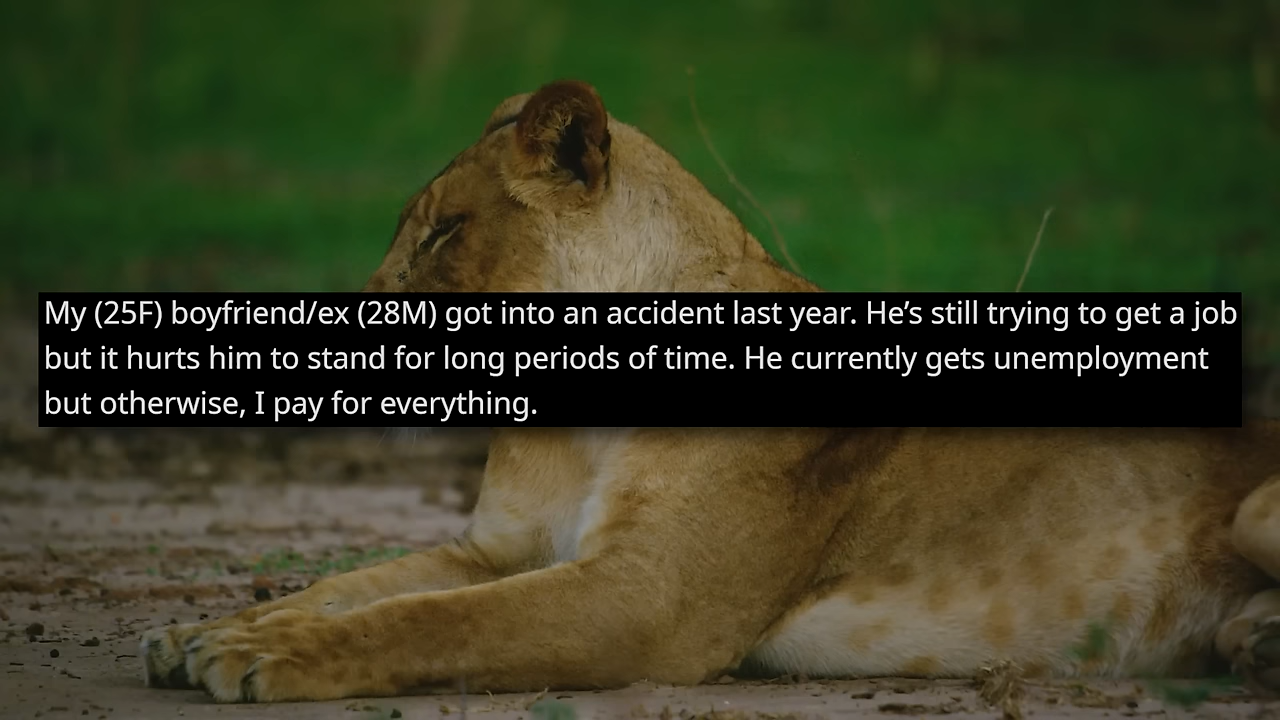 My (25F) boyfriend/ex (28M) got into an accident last year. He’s still trying to get a job
but it hurts him to stand for long periods of time. He currently gets unemployment
but otherwise, I pay for everything.